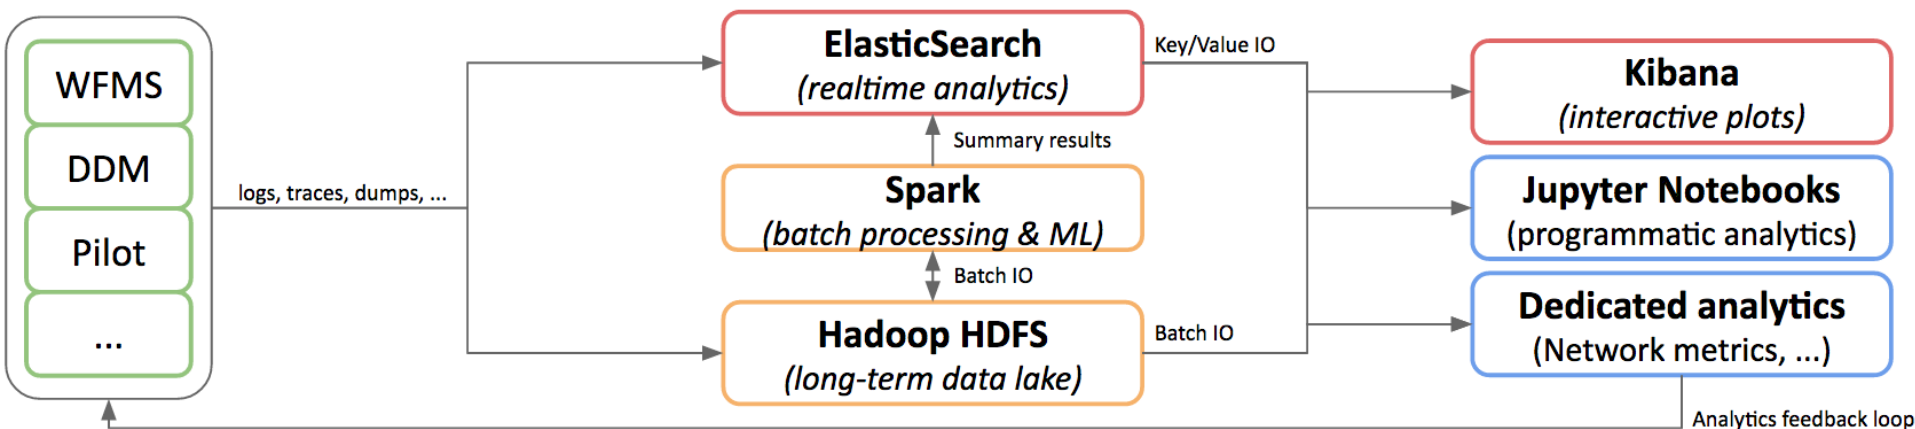 WFMS
DDM
Pilot
...
logs, traces, dumps, ...
ElasticSearch
(realtime analytics)
Summary results
Spark
(batch processing & ML)
Batch IO
Hadoop HDFS
(long-term data lake)
Key/Value IO
Batch IO
Kibana
(interactive plots)
Jupyter Notebooks
(programmatic analytics)
Dedicated analytics
(Network metrics, ...)
Analytics feedback loop